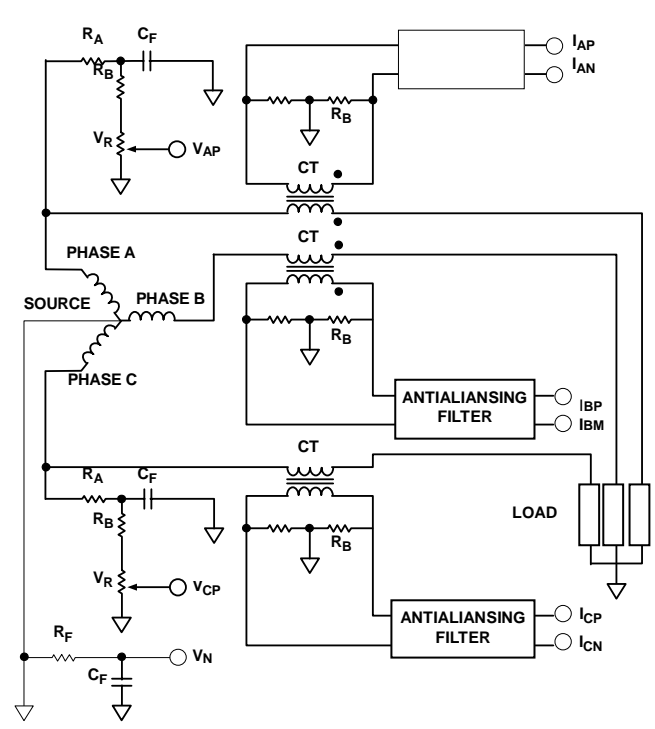 RA
CF
RB
VR
VAP
IAP
IAN
RB
CT
CT
PHASE A
SOURCE
PHASE B
PHASE C
RB
ANTIALIANSING
FILTER
IBP
IBM
CT
RA
CF
RB
VR
VCP
RB
LOAD
ANTIALIANSING
FILTER
ICP
ICN
RF
VN
CF